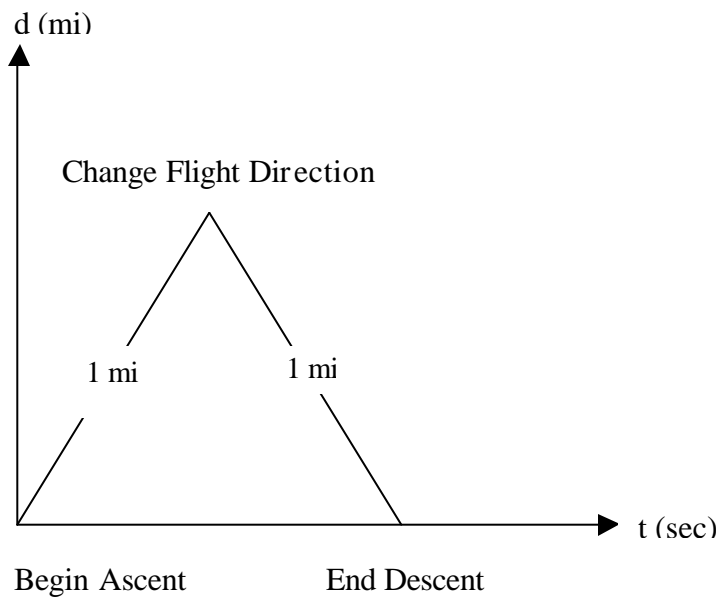 d (mi)
Change Flight Direction
1 mi
1 mi
t (sec)
Begin Ascent
End Descent